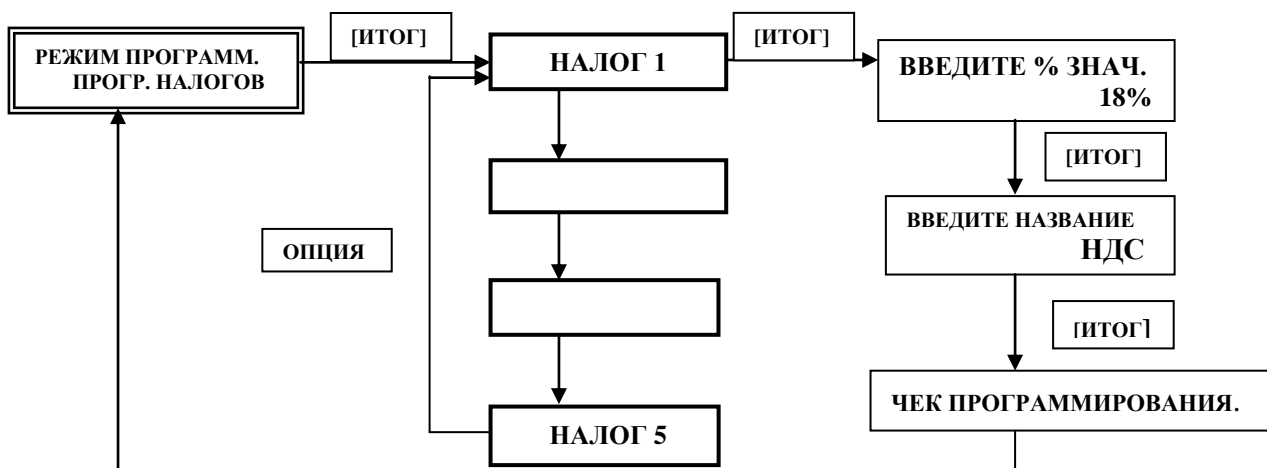 РЕЖИМ ПРОГРАММ.
ПРОГР. НАЛОГОВ
[ИТОГ]
НАЛОГ 1
[ИТОГ]
ВВЕДИТЕ % ЗНАЧ.
18%
[ИТОГ]
ВВЕДИТЕ НАЗВАНИЕ
НДС
ОПЦИЯ
[ИТОГ]
ЧЕК ПРОГРАММИРОВАНИЯ.
НАЛОГ 5